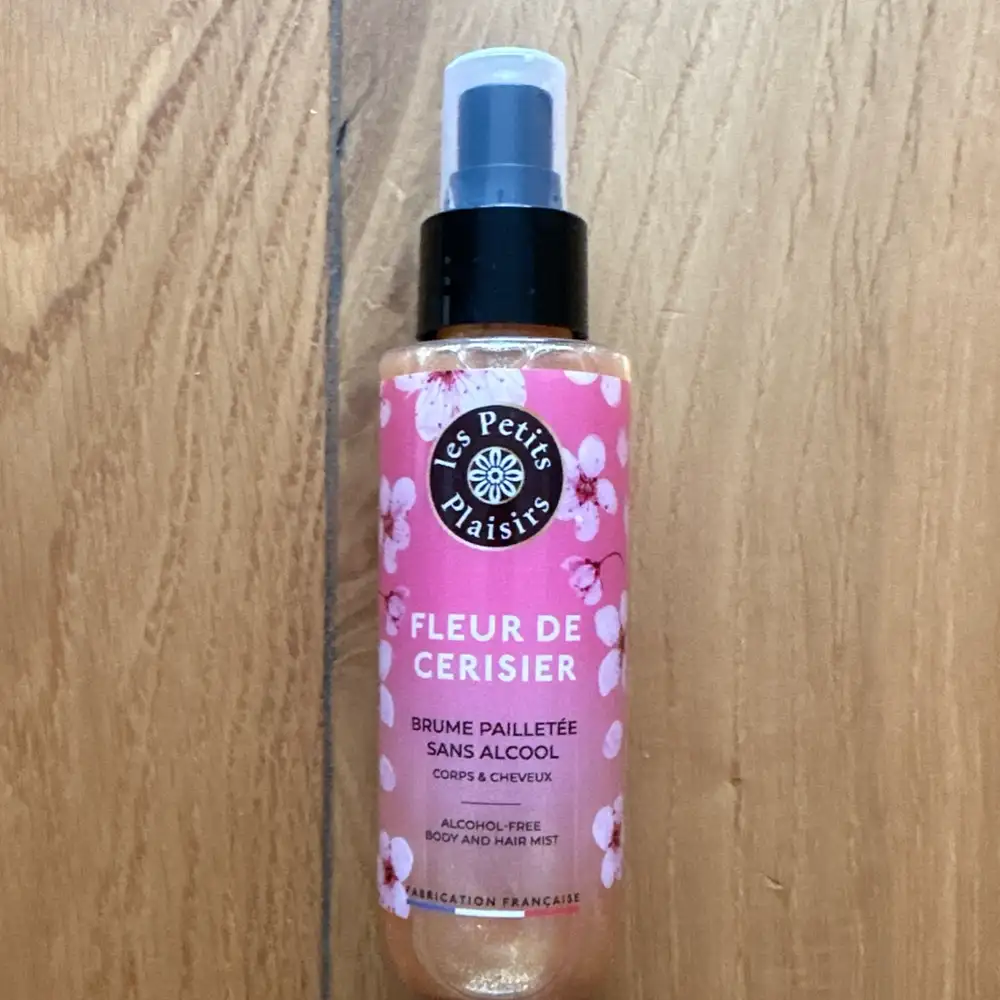 les Petits
Plaisirs
FLEUR DE
CERISIER
BRUME PAILLETÉE
SANS ALCOOL
CORPS & CHEVEUX
ALCOHOL-FREE
BODY AND HAIR MIST
FABRICATION FRANÇAISE